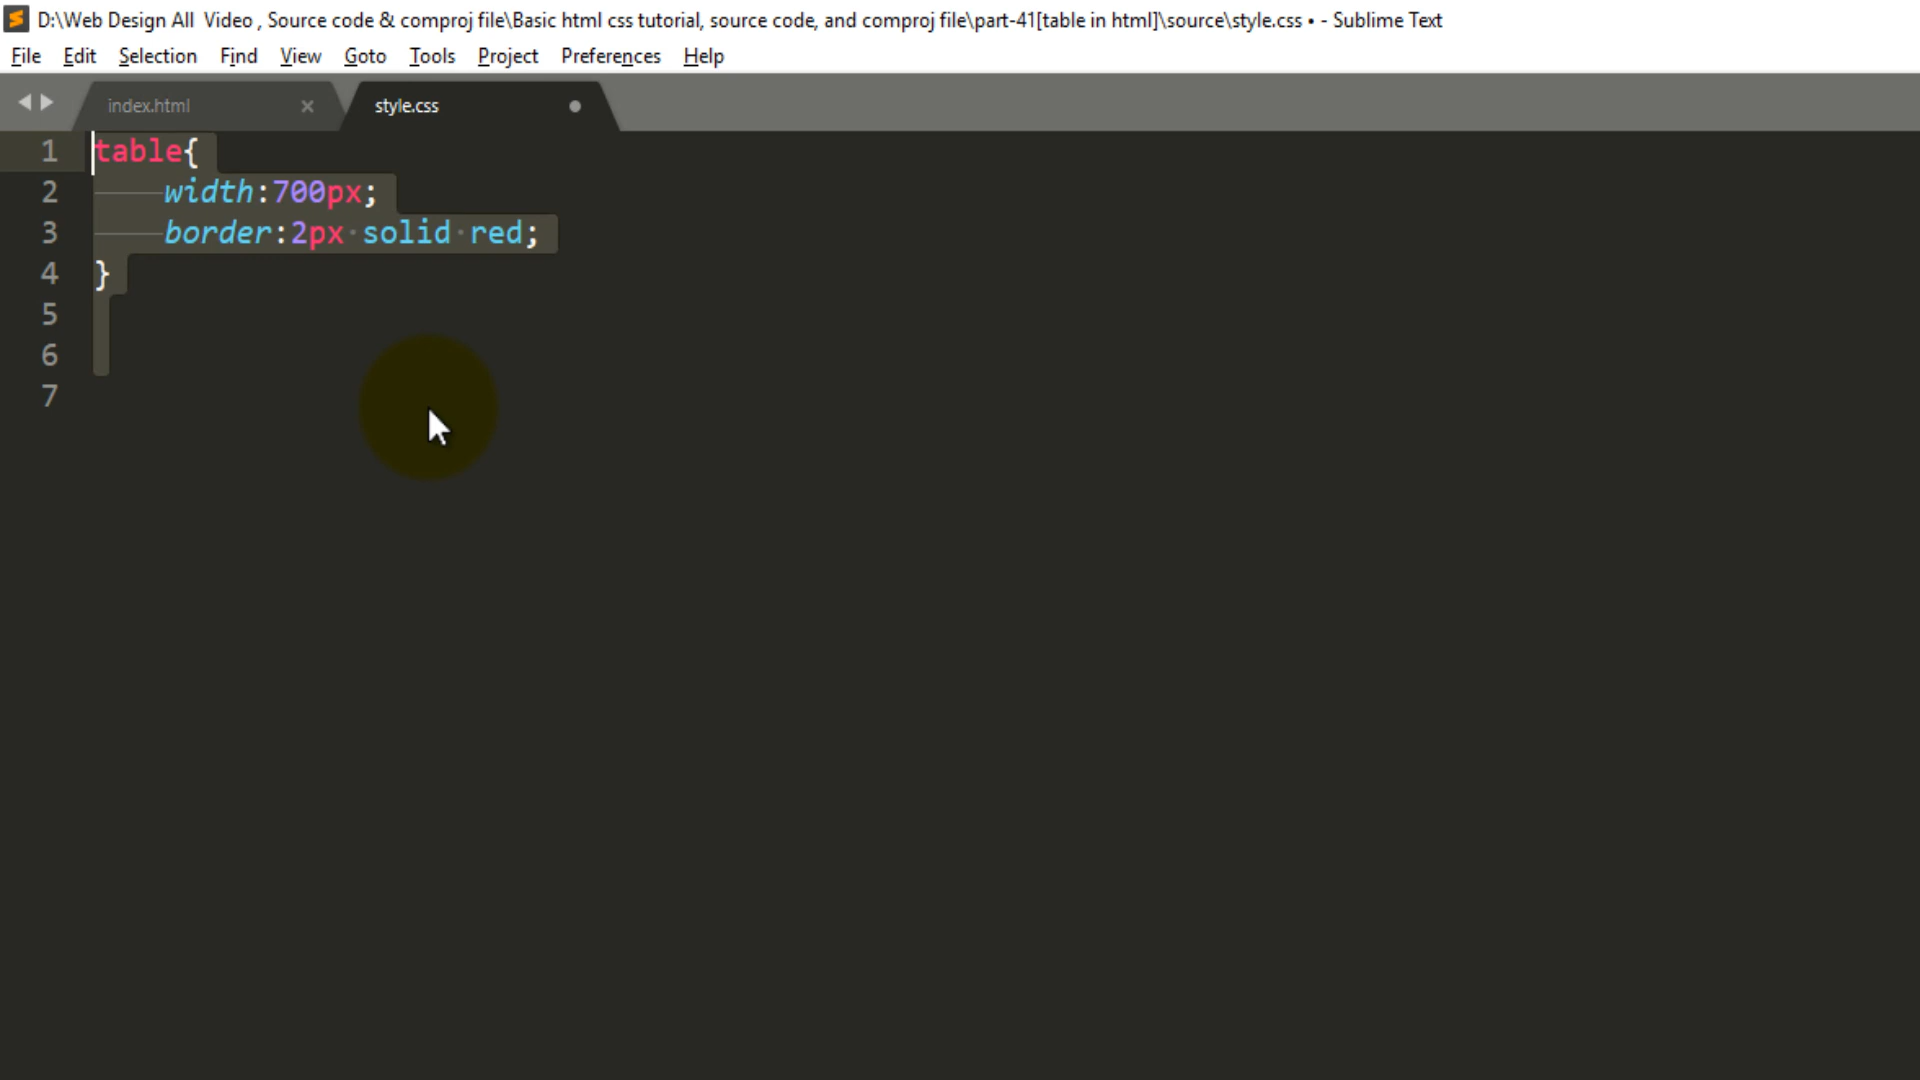 D:\Web Design All  Video , Source code & comproj file\Basic html css tutorial, source code, and comproj file\part-41[table in html]\source\style.css • - Sublime Text
File Edit Selection Find View Goto Tools Project Preferences Help
index.html × style.css
1 table{
2 width:700px;
3 border:2px solid red;
4 }
5
6
7